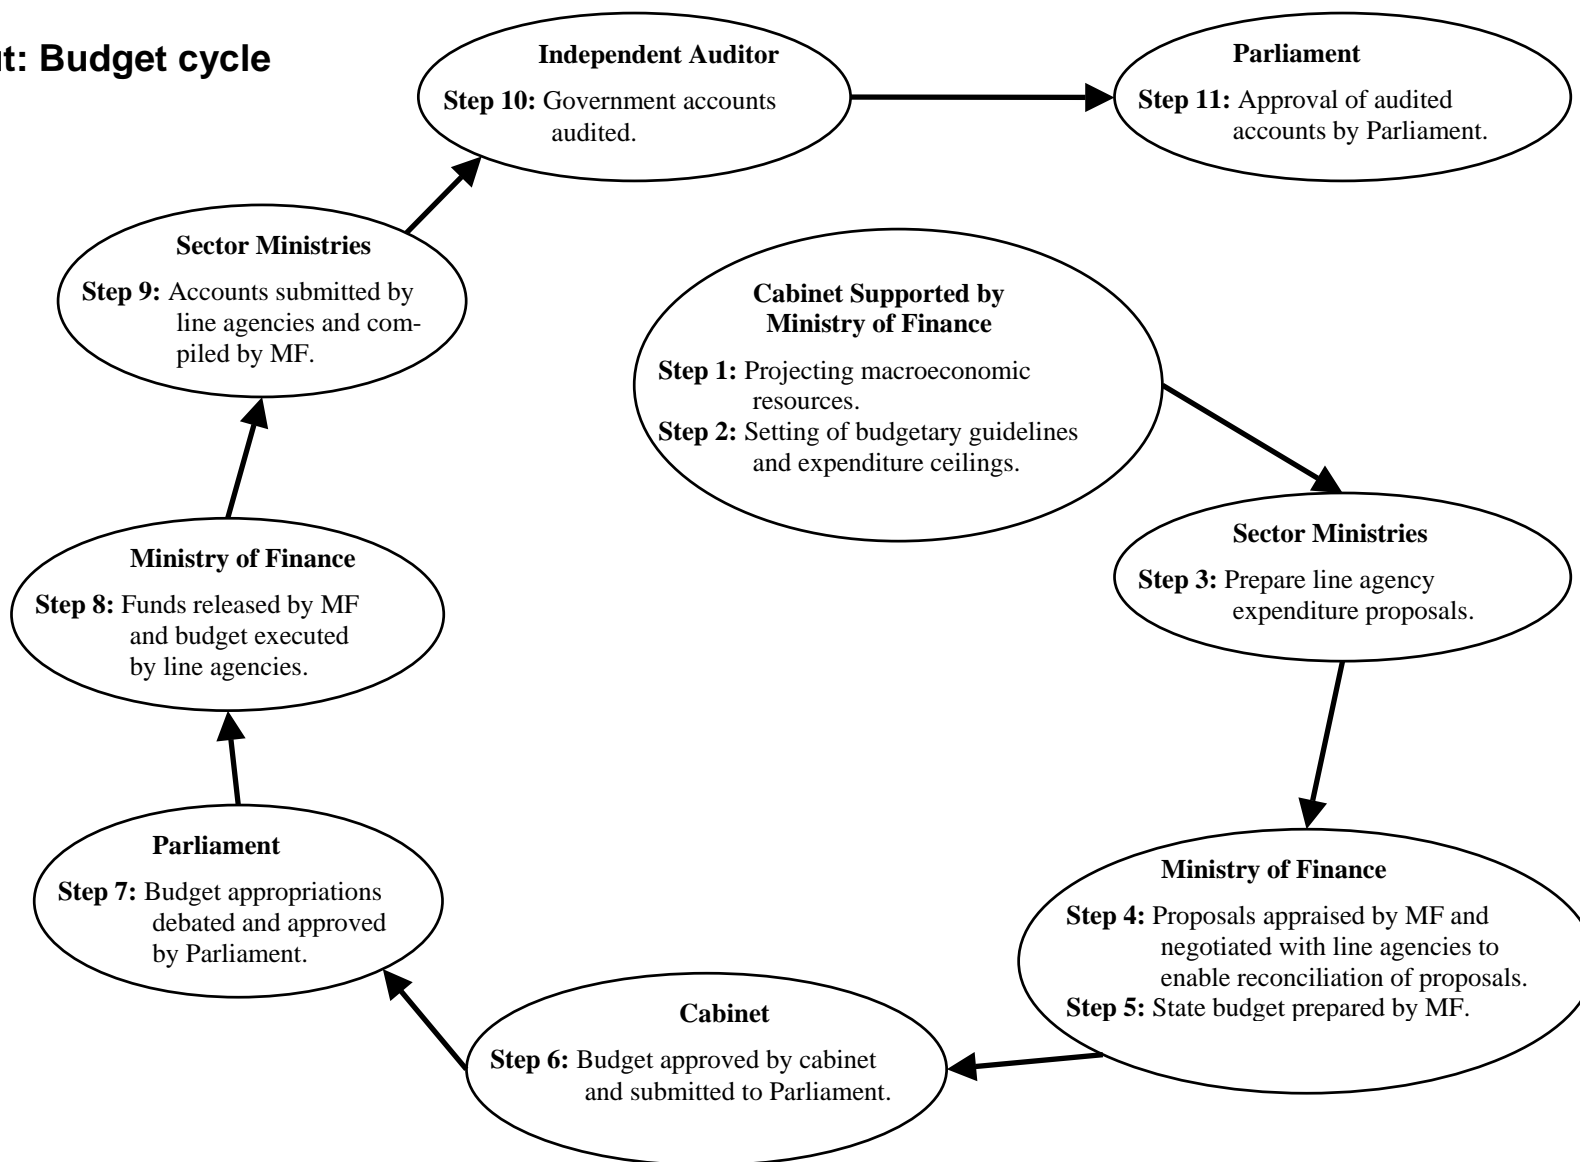 t: Budget cycle
Independent Auditor
Step 10: Government accounts
audited.
Parliament
Step 11: Approval of audited
accounts by Parliament.
Sector Ministries
Step 9: Accounts submitted by
line agencies and com-
piled by MF.
Cabinet Supported by
Ministry of Finance
Step 1: Projecting macroeconomic
resources.
Step 2: Setting of budgetary guidelines
and expenditure ceilings.
Sector Ministries
Step 3: Prepare line agency
expenditure proposals.
Ministry of Finance
Step 8: Funds released by MF
and budget executed
by line agencies.
Parliament
Step 7: Budget appropriations
debated and approved
by Parliament.
Ministry of Finance
Step 4: Proposals appraised by MF and
negotiated with line agencies to
enable reconciliation of proposals.
Step 5: State budget prepared by MF.
Cabinet
Step 6: Budget approved by cabinet
and submitted to Parliament.